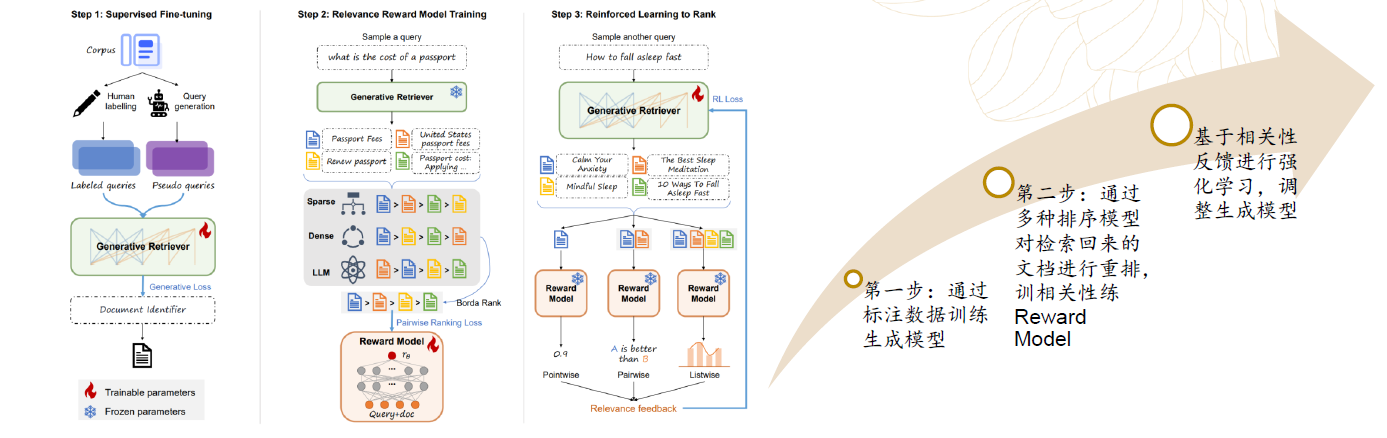 Step 1: Supervised Fine-tuning
Corpus
Human
labelling
Query
generation
Labeled queries
Pseudo queries
Generative Retriever
Generative Loss
Document Identifier
Trainable parameters
Frozen parameters
Step 2: Relevance Reward Model Training
Sample a query
what is the cost of a passport
Generative Retriever
Passport Fees
United States
passport fees
Renew passport
Passport cost:
Applying ...
Sparse
> > >
Dense
> > >
LLM
> > >
> > >
Borda Rank
Pairwise Ranking Loss
Reward Model
rθ
...
...
...
Query+doc
Step 3: Reinforced Learning to Rank
Sample another query
How to fall asleep fast
Generative Retriever
RL Loss
Calm Your
Anxiety
The Best Sleep
Meditation
Mindful Sleep
10 Ways To Fall
Asleep Fast
Reward
Model
Reward
Model
Reward
Model
0.9
A is better
than B
Pointwise
Pairwise
Listwise
Relevance feedback
第一步：通过
标注数据训练
生成模型
第二步：通过
多种排序模型
对检索回来的
文档进行重排，
训相关性练
Reward
Model
基于相关性
反馈进行强
化学习，调
整生成模型